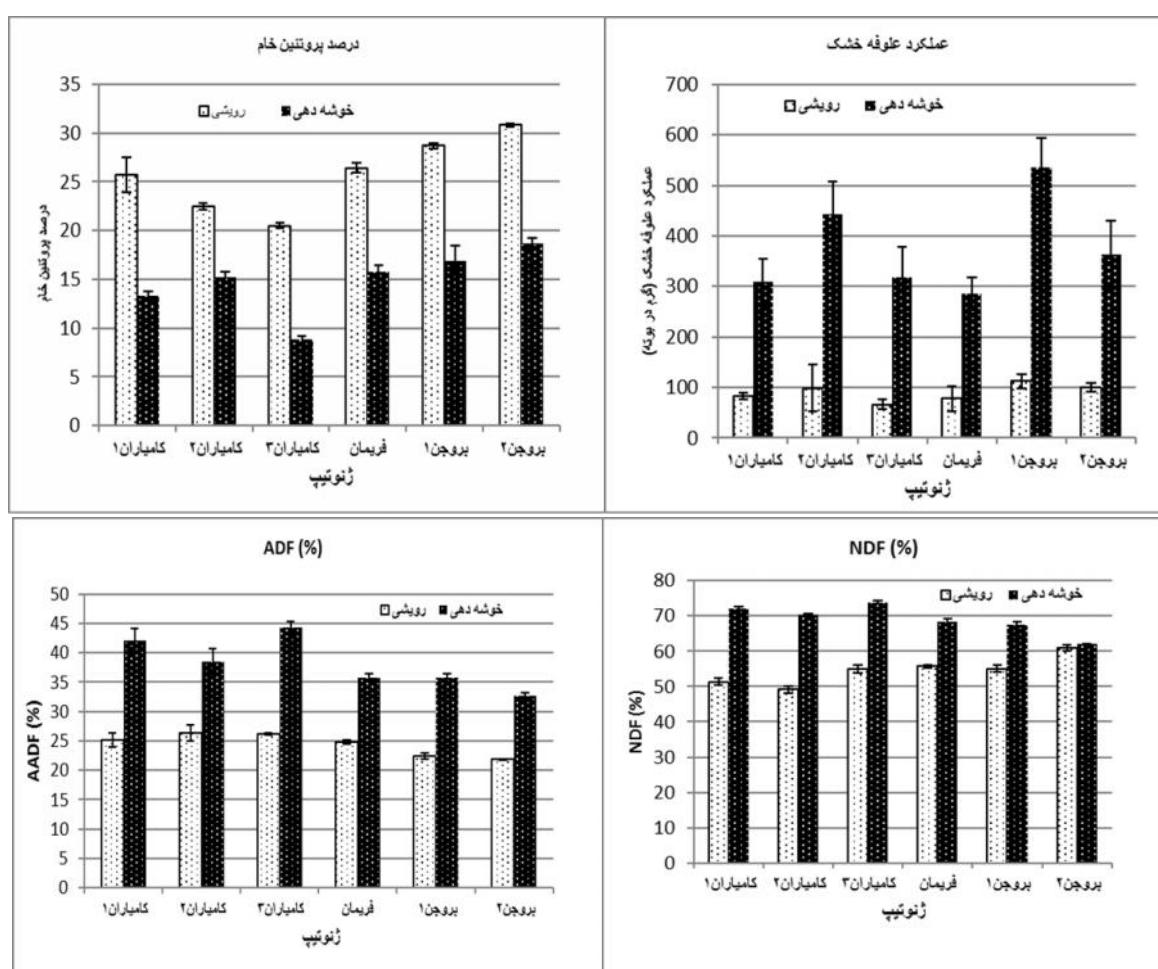 درصد پروتئین خام
رویشی
خوشه دهی
درصد پروتئین خام
35
30
25
20
15
10
5
0
کامیاران۱
کامیاران۲
کامیاران۳
فریمان
بروجن۱
بروجن۲
ژنوتیپ
عملکرد علوفه خشک
رویشی
خوشه دهی
عملکرد علوفه خشک (گرم در بوته)
700
600
500
400
300
200
100
0
کامیاران۱
کامیاران۲
کامیاران۳
فریمان
بروجن۱
بروجن۲
ژنوتیپ
ADF (%)
رویشی
خوشه دهی
AADF (%)
50
45
40
35
30
25
20
15
10
5
0
کامیاران۱
کامیاران۲
کامیاران۳
فریمان
بروجن۱
بروجن۲
ژنوتیپ
NDF (%)
رویشی
خوشه دهی
NDF (%)
80
70
60
50
40
30
20
10
0
کامیاران۱
کامیاران۲
کامیاران۳
فریمان
بروجن۱
بروجن۲
ژنوتیپ